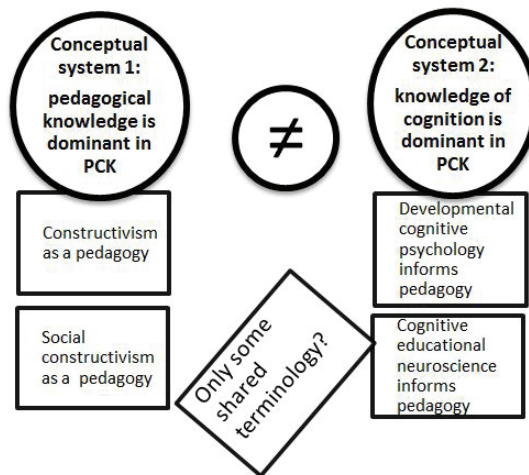 Conceptual
system 1:
pedagogical
knowledge is
dominant in
PCK
≠
Conceptual
system 2:
knowledge of
cognition is
dominant in
PCK
Constructivism
as a pedagogy
Developmental
cognitive
psychology
informs
pedagogy
Social
constructivism
as a pedagogy
Only some
shared
terminology?
Cognitive
educational
neuroscience
informs
pedagogy